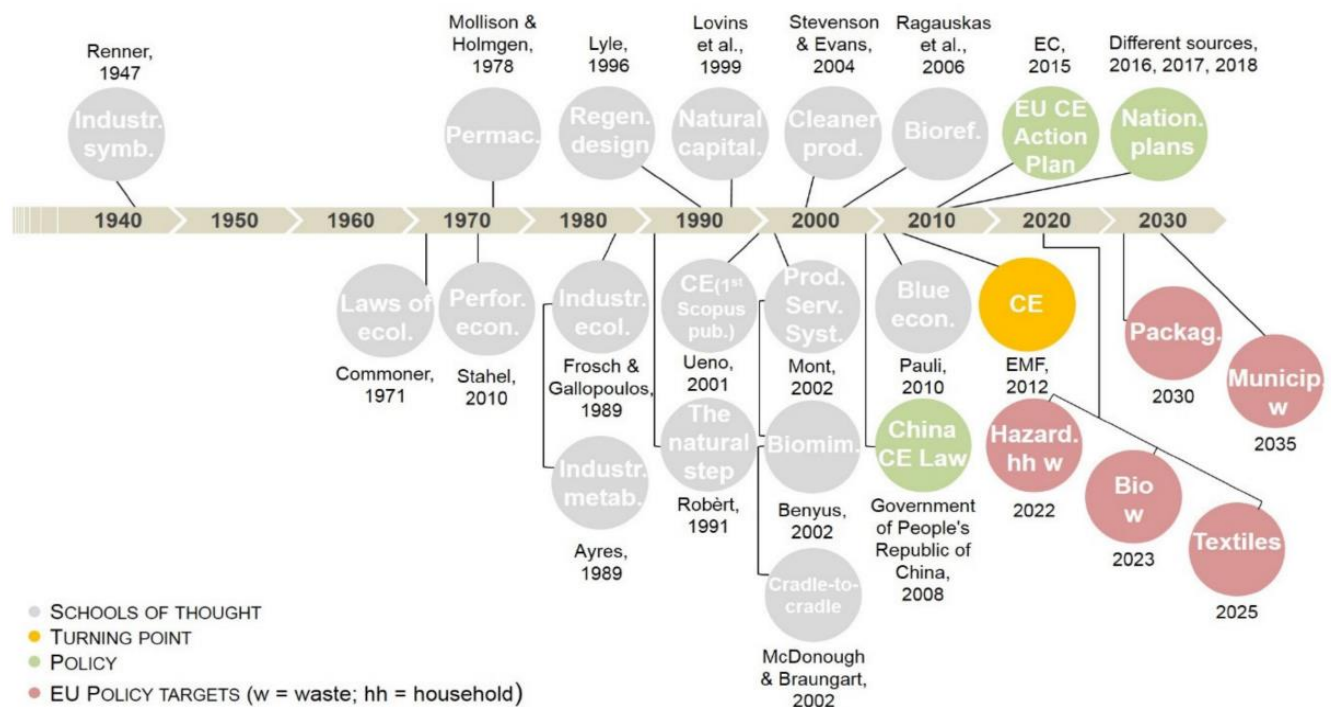 Renner,
1947
Industr.
symb.
Mollison &
Holmgen,
1978
Permac.
Lyle,
1996
Regen.
design
Lovins
et al.,
1999
Natural
capital.
Stevenson
& Evans,
2004
Cleaner
prod.
Ragauskas
et al.,
2006
Bioref.
EC,
2015
EU CE
Action
Plan
Different sources,
2016, 2017, 2018
Nation.
plans
1940 1950 1960 1970 1980 1990 2000 2010 2020 2030
Laws of
ecol.
Commoner,
1971
Perfor.
econ.
Stahel,
2010
Industr.
ecol.
Frosch &
Gallopoulos,
1989
Industr.
metab.
Ayres,
1989
CE(1st
Scopus
pub.)
Ueno,
2001
The
natural
step
Robèrt,
1991
Prod.
Serv.
Syst.
Mont,
2002
Biomim.
Benyus,
2002
Cradle-to-
cradle
McDonough
& Braungart,
2002
Blue
econ.
Pauli,
2010
China
CE Law
Government
of People's
Republic of
China,
2008
CE
EMF,
2012
Hazard.
hh w
2022
Bio
w
2023
Textiles
2025
Packag.
2030
Municip.
w
2035
SCHOOLS OF THOUGHT
TURNING POINT
POLICY
EU POLICY TARGETS (w = waste; hh = household)